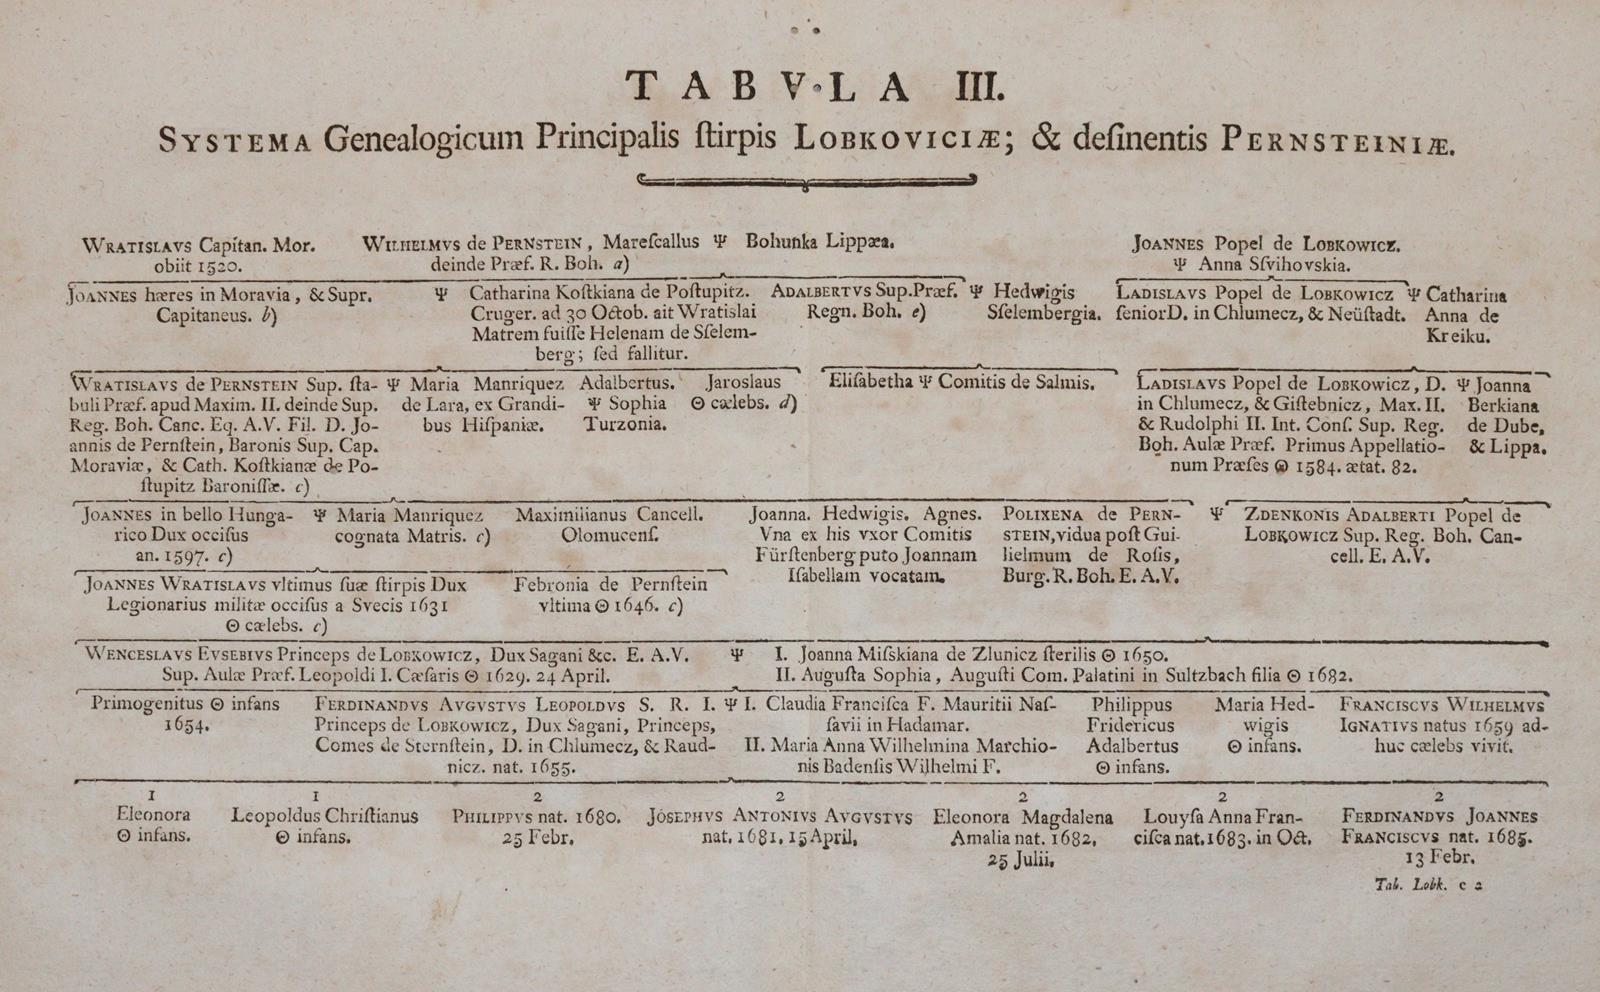 TABVLA III.
SYSTEMA Genealogicum Principalis ſtirpis LOBKOVICIÆ; & deſinentis PERNSTEINIÆ.
WRATISLAVS Capitan. Mor.
obiit 1520.
WILHELMVS de PERNSTEIN, Mareſcallus Ψ Bohunka Lippæa.
deinde Præf. R. Boh. a)
JOANNES Popel de LOBKOWICZ.
Ψ Anna Sſvihovskia.
JOANNES hæres in Moravia, & Supr.
Capitaneus. b)
Ψ Catharina Koſtkiana de Poſtupitz.
Cruger. ad 30 Octob. ait Wratislai
Matrem fuiſſe Helenam de Sſelem-
berg; ſed fallitur.
ADALBERTVS Sup.Præf. Ψ Hedwigis
Regn. Boh. e) Sſelembergia.
LADISLAVS Popel de LOBKOWICZ Ψ Catharina
ſeniorD. in Chlumecz, & Neüſtadt. Anna de
Kreiku.
WRATISLAVS de PERNSTEIN Sup. ſta-
buli Præf. apud Maxim. II. deinde Sup.
Reg. Boh. Canc. Eq. A.V. Fil. D. Jo-
annis de Pernſtein, Baronis Sup. Cap.
Moraviæ, & Cath. Koſtkianæ de Po-
ſtupitz Baroniſſæ. c)
Ψ Maria Manriquez
de Lara, ex Grandi-
bus Hiſpaniæ.
Adalbertus.
Ψ Sophia
Turzonia.
Jaroslaus
Θ cælebs. d)
Eliſabetha Ψ Comitis de Salmis.
LADISLAVS Popel de LOBKOWICZ, D.
in Chlumecz, & Giſtebnicz, Max. II.
& Rudolphi II. Int. Conſ. Sup. Reg.
Boh. Aulæ Præf. Primus Appellatio-
num Præſes Θ 1584. ætat. 82.
Ψ Joanna
Berkiana
de Dube,
& Lippa.
JOANNES in bello Hunga-
rico Dux occiſus
an. 1597. c)
Ψ Maria Manriquez
cognata Matris. c)
Maximilianus Cancell.
Olomucenſ.
Joanna. Hedwigis. Agnes.
Vna ex his vxor Comitis
Fürſtenberg puto Joannam
Iſabellam vocatam.
POLIXENA de PERN-
STEIN, vidua poſt Gui-
lielmum de Roſis,
Burg. R. Boh. E. A.V.
Ψ ZDENKONIS ADALBERTI Popel de
LOBKOWICZ Sup. Reg. Boh. Can-
cell. E. A.V.
JOANNES WRATISLAVS vltimus ſuæ ſtirpis Dux
Legionarius militæ occiſus a Svecis 1631
Θ cælebs. c)
Febronia de Pernſtein
vltima Θ 1646. c)
WENCESLAVS EVSEBIVS Princeps de LOBKOWICZ, Dux Sagani &c. E. A.V.
Sup. Aulæ Præf. Leopoldi I. Cæſaris Θ 1629. 24 April.
Ψ I. Joanna Miſskiana de Zlunicz ſterilis Θ 1650.
II. Auguſta Sophia, Auguſti Com. Palatini in Sultzbach filia Θ 1682.
Primogenitus Θ infans
1654.
FERDINANDVS AVGVSTVS LEOPOLDVS S. R. I.
Princeps de LOBKOWICZ, Dux Sagani, Princeps,
Comes de Sternſtein, D. in Chlumecz, & Raud-
nicz. nat. 1655.
Ψ I. Claudia Franciſca F. Mauritii Naſ-
ſavii in Hadamar.
II. Maria Anna Wilhelmina Marchio-
nis Badenſis Wilhelmi F.
Philippus
Fridericus
Adalbertus
Θ infans.
Maria Hed-
wigis
Θ infans.
FRANCISCVS WILHELMVS
IGNATIVS natus 1659 ad-
huc cælebs vivit.
1
Eleonora
Θ infans.
1
Leopoldus Chriſtianus
Θ infans.
2
PHILIPPVS nat. 1680.
25 Febr.
2
JOSEPHVS ANTONIVS AVGVSTVS
nat. 1681. 15 April.
2
Eleonora Magdalena
Amalia nat. 1682.
25 Julii.
2
Louyſa Anna Fran-
ciſca nat. 1683. in Oct.
2
FERDINANDVS JOANNES
FRANCISCVS nat. 1685.
13 Febr.
Tab. Lobk. c 2